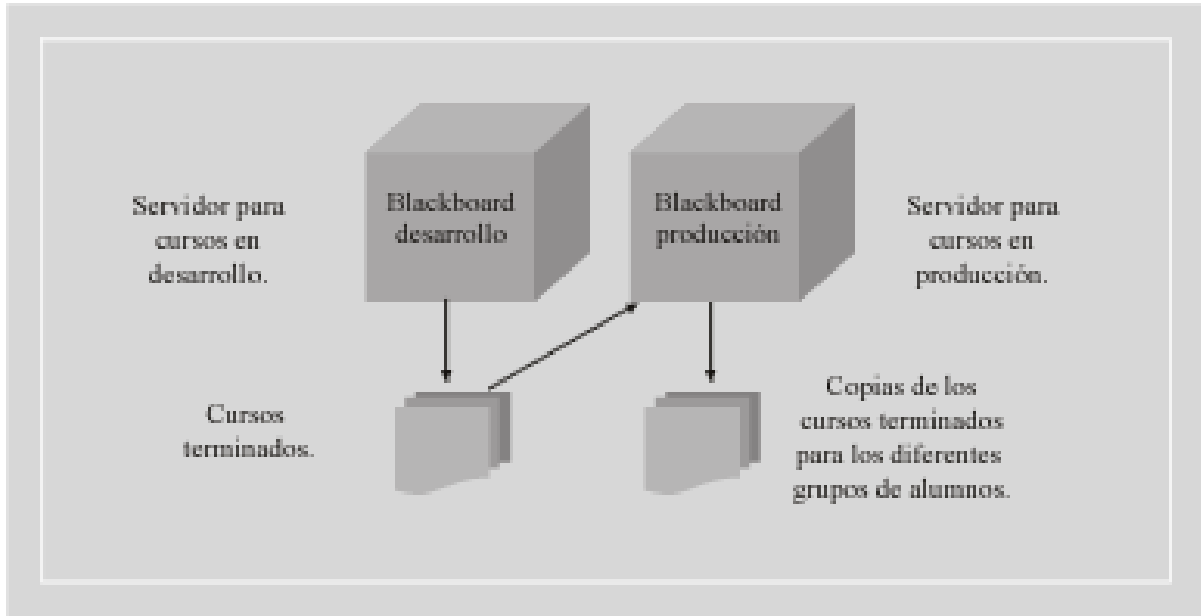 Servidor para
cursos en
desarrollo.
Blackboard
desarrollo
Blackboard
producción
Servidor para
cursos en
producción.
Cursos
terminados.
Copias de los
cursos terminados
para los diferentes
grupos de alumnos.